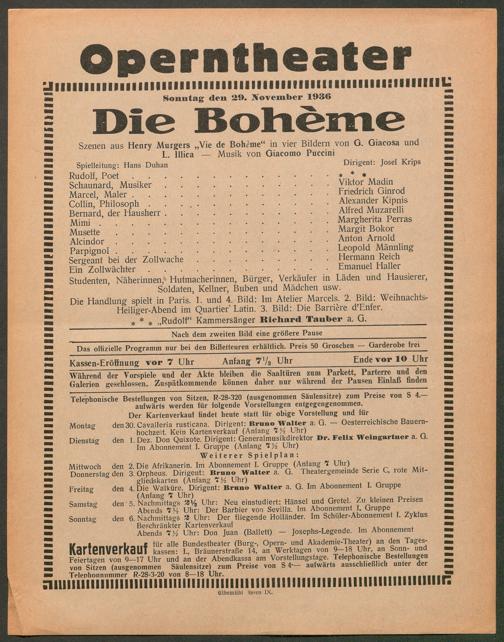 Operntheater
Sonntag den 29. November 1936
Die Bohème
Szenen aus Henry Murgers „Vie de Bohème" in vier Bildern von G. Giacosa und
L. Illica — Musik von Giacomo Puccini
Spielleitung: Hans Duhan Dirigent: Josef Krips
Rudolf, Poet . . . . . . . . . . * * *
Schaunard, Musiker . . . . . . . . . . Viktor Madin
Marcel, Maler . . . . . . . . . . Friedrich Ginrod
Collin, Philosoph . . . . . . . . . . Alexander Kipnis
Bernard, der Hausherr . . . . . . . . . . Alfred Muzarelli
Mimi . . . . . . . . . . Margherita Perras
Musette . . . . . . . . . . Margit Bokor
Alcindor . . . . . . . . . . Anton Arnold
Parpignol . . . . . . . . . . Leopold Männling
Sergeant bei der Zollwache . . . . . . . . . . Hermann Reich
Ein Zollwächter . . . . . . . . . . Emanuel Haller
Studenten, Näherinnen, Hutmacherinnen, Bürger, Verkäufer in Läden und Hausierer,
Soldaten, Kellner, Buben und Mädchen usw.
Die Handlung spielt in Paris. 1. und 4. Bild: Im Atelier Marcels. 2. Bild: Weihnachts-
Heiliger-Abend im Quartier Latin. 3. Bild: Die Barrière d'Enfer.
* * * „Rudolf" Kammersänger Richard Tauber a. G.
Nach dem zweiten Bild eine größere Pause
Das offizielle Programm nur bei den Billetteuren erhältlich. Preis 50 Groschen — Garderobe frei
Kassen-Eröffnung vor 7 Uhr Anfang 7½ Uhr Ende vor 10 Uhr
Während der Vorspiele und der Akte bleiben die Saaltüren zum Parkett, Parterre und den
Galerien geschlossen. Zuspätkommende können daher nur während der Pausen Einlaß finden
Telephonische Bestellungen von Sitzen, R-28-320 (ausgenommen Säulensitze) zum Preise von S 4.—
aufwärts werden für folgende Vorstellungen entgegengenommen.
Der Kartenverkauf findet heute statt für obige Vorstellung und für
Montag den 30. Cavalleria rusticana. Dirigent: Bruno Walter a. G. — Oesterreichische Bauern-
hochzeit. Kein Kartenverkauf (Anfang 7½ Uhr)
Dienstag den 1. Dez. Don Quixote. Dirigent: Generalmusikdirektor Dr. Felix Weingartner a. G.
Im Abonnement I. Gruppe (Anfang 7½ Uhr)
Weiterer Spielplan:
Mittwoch den 2. Die Afrikanerin. Im Abonnement I. Gruppe (Anfang 7 Uhr)
Donnerstag den 3. Orpheus. Dirigent: Bruno Walter a. G. Theatergemeinde Serie C, rote Mit-
gliedskarten (Anfang 7½ Uhr)
Freitag den 4. Die Walküre. Dirigent: Bruno Walter a. G. Im Abonnement I. Gruppe
(Anfang 7 Uhr)
Samstag den 5. Nachmittags 2½ Uhr: Neu einstudiert: Hänsel und Gretel. Zu kleinen Preisen
Abends 7½ Uhr: Der Barbier von Sevilla. Im Abonnement I. Gruppe
Sonntag den 6. Nachmittags 2 Uhr: Der fliegende Holländer. Im Schüler-Abonnement I. Zyklus
Beschränkter Kartenverkauf
Abends 7½ Uhr: Don Juan (Ballett) — Josephs-Legende. Im Abonnement
Kartenverkauf für alle Bundestheater (Burg-, Opern- und Akademie-Theater) an den Tages-
kassen: I., Bräunerstraße 14, an Werktagen von 9—18 Uhr, an Sonn- und
Feiertagen von 9—17 Uhr und an der Abendkassa am Vorstellungstage. Telephonische Bestellungen
von Sitzen (ausgenommen Säulensitze) zum Preise von S 4— aufwärts ausschließlich unter der
Telephonnummer R-28-3-20 von 8—18 Uhr.
Elbemühl IX.